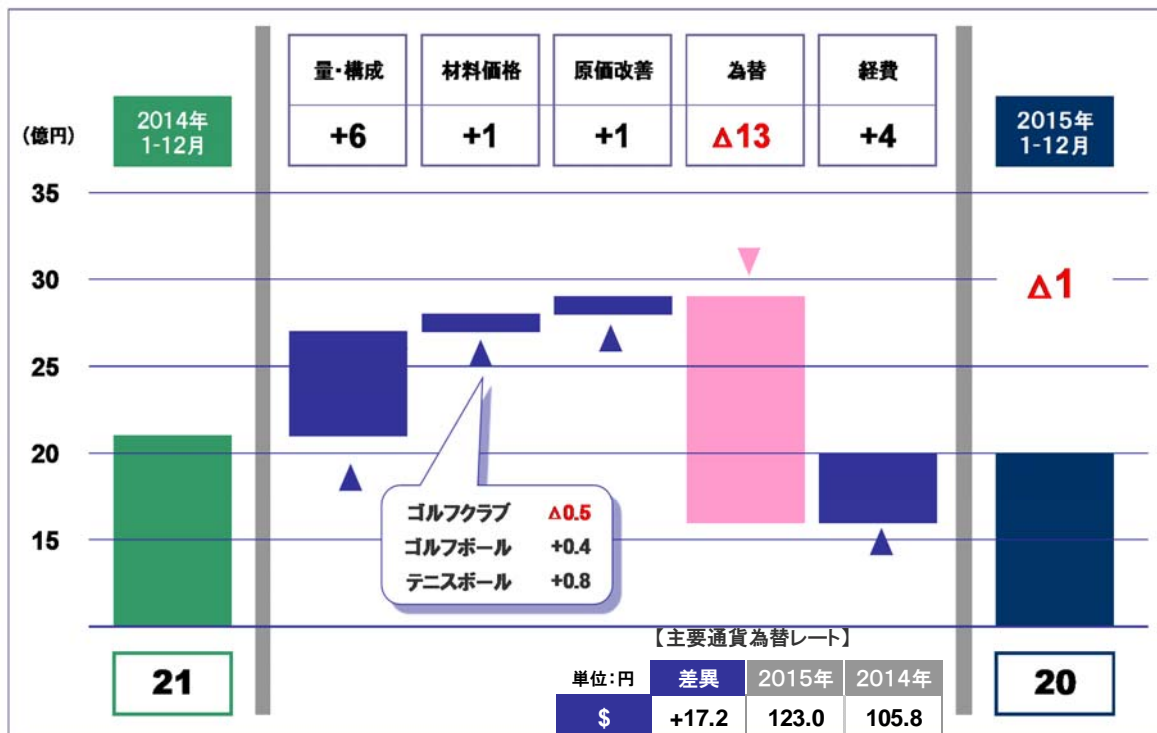 量・構成 材料価格 原価改善 為替 経費
(億円) 2014年 1-12月 +6 +1 +1 Δ13 +4 2015年 1-12月
35
30
Δ1
25
20
ゴルフクラブ Δ0.5
ゴルフボール +0.4
15
テニスボール +0.8
【主要通貨為替レート】
21 20
単位:円 差異 2015年 2014年
$ +17.2 123.0 105.8